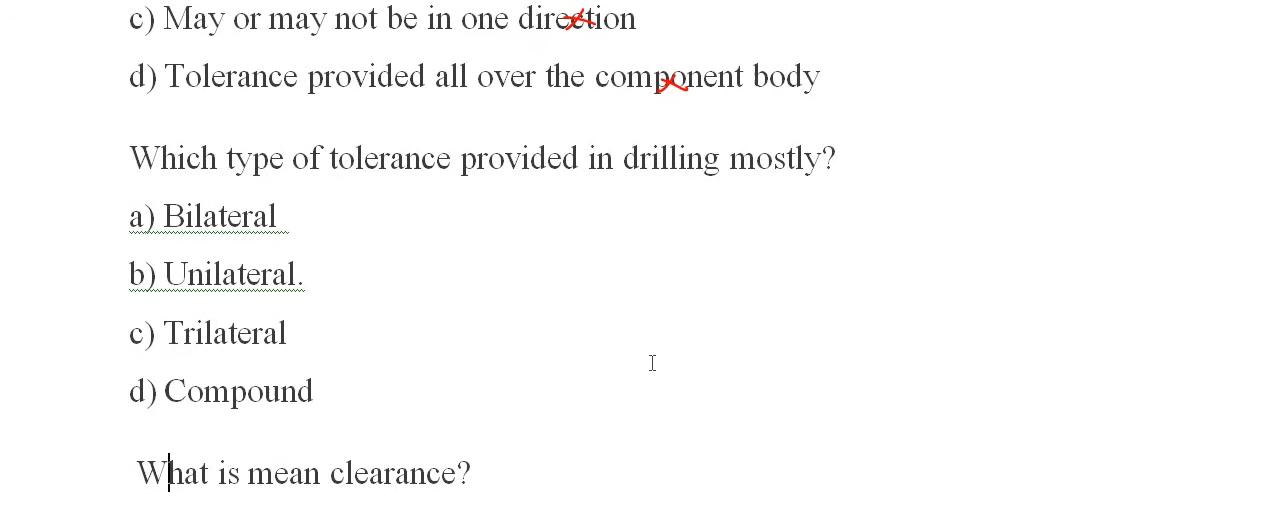 c) May or may not be in one direction
d) Tolerance provided all over the component body
Which type of tolerance provided in drilling mostly?
a) Bilateral
b) Unilateral.
c) Trilateral
d) Compound
What is mean clearance?